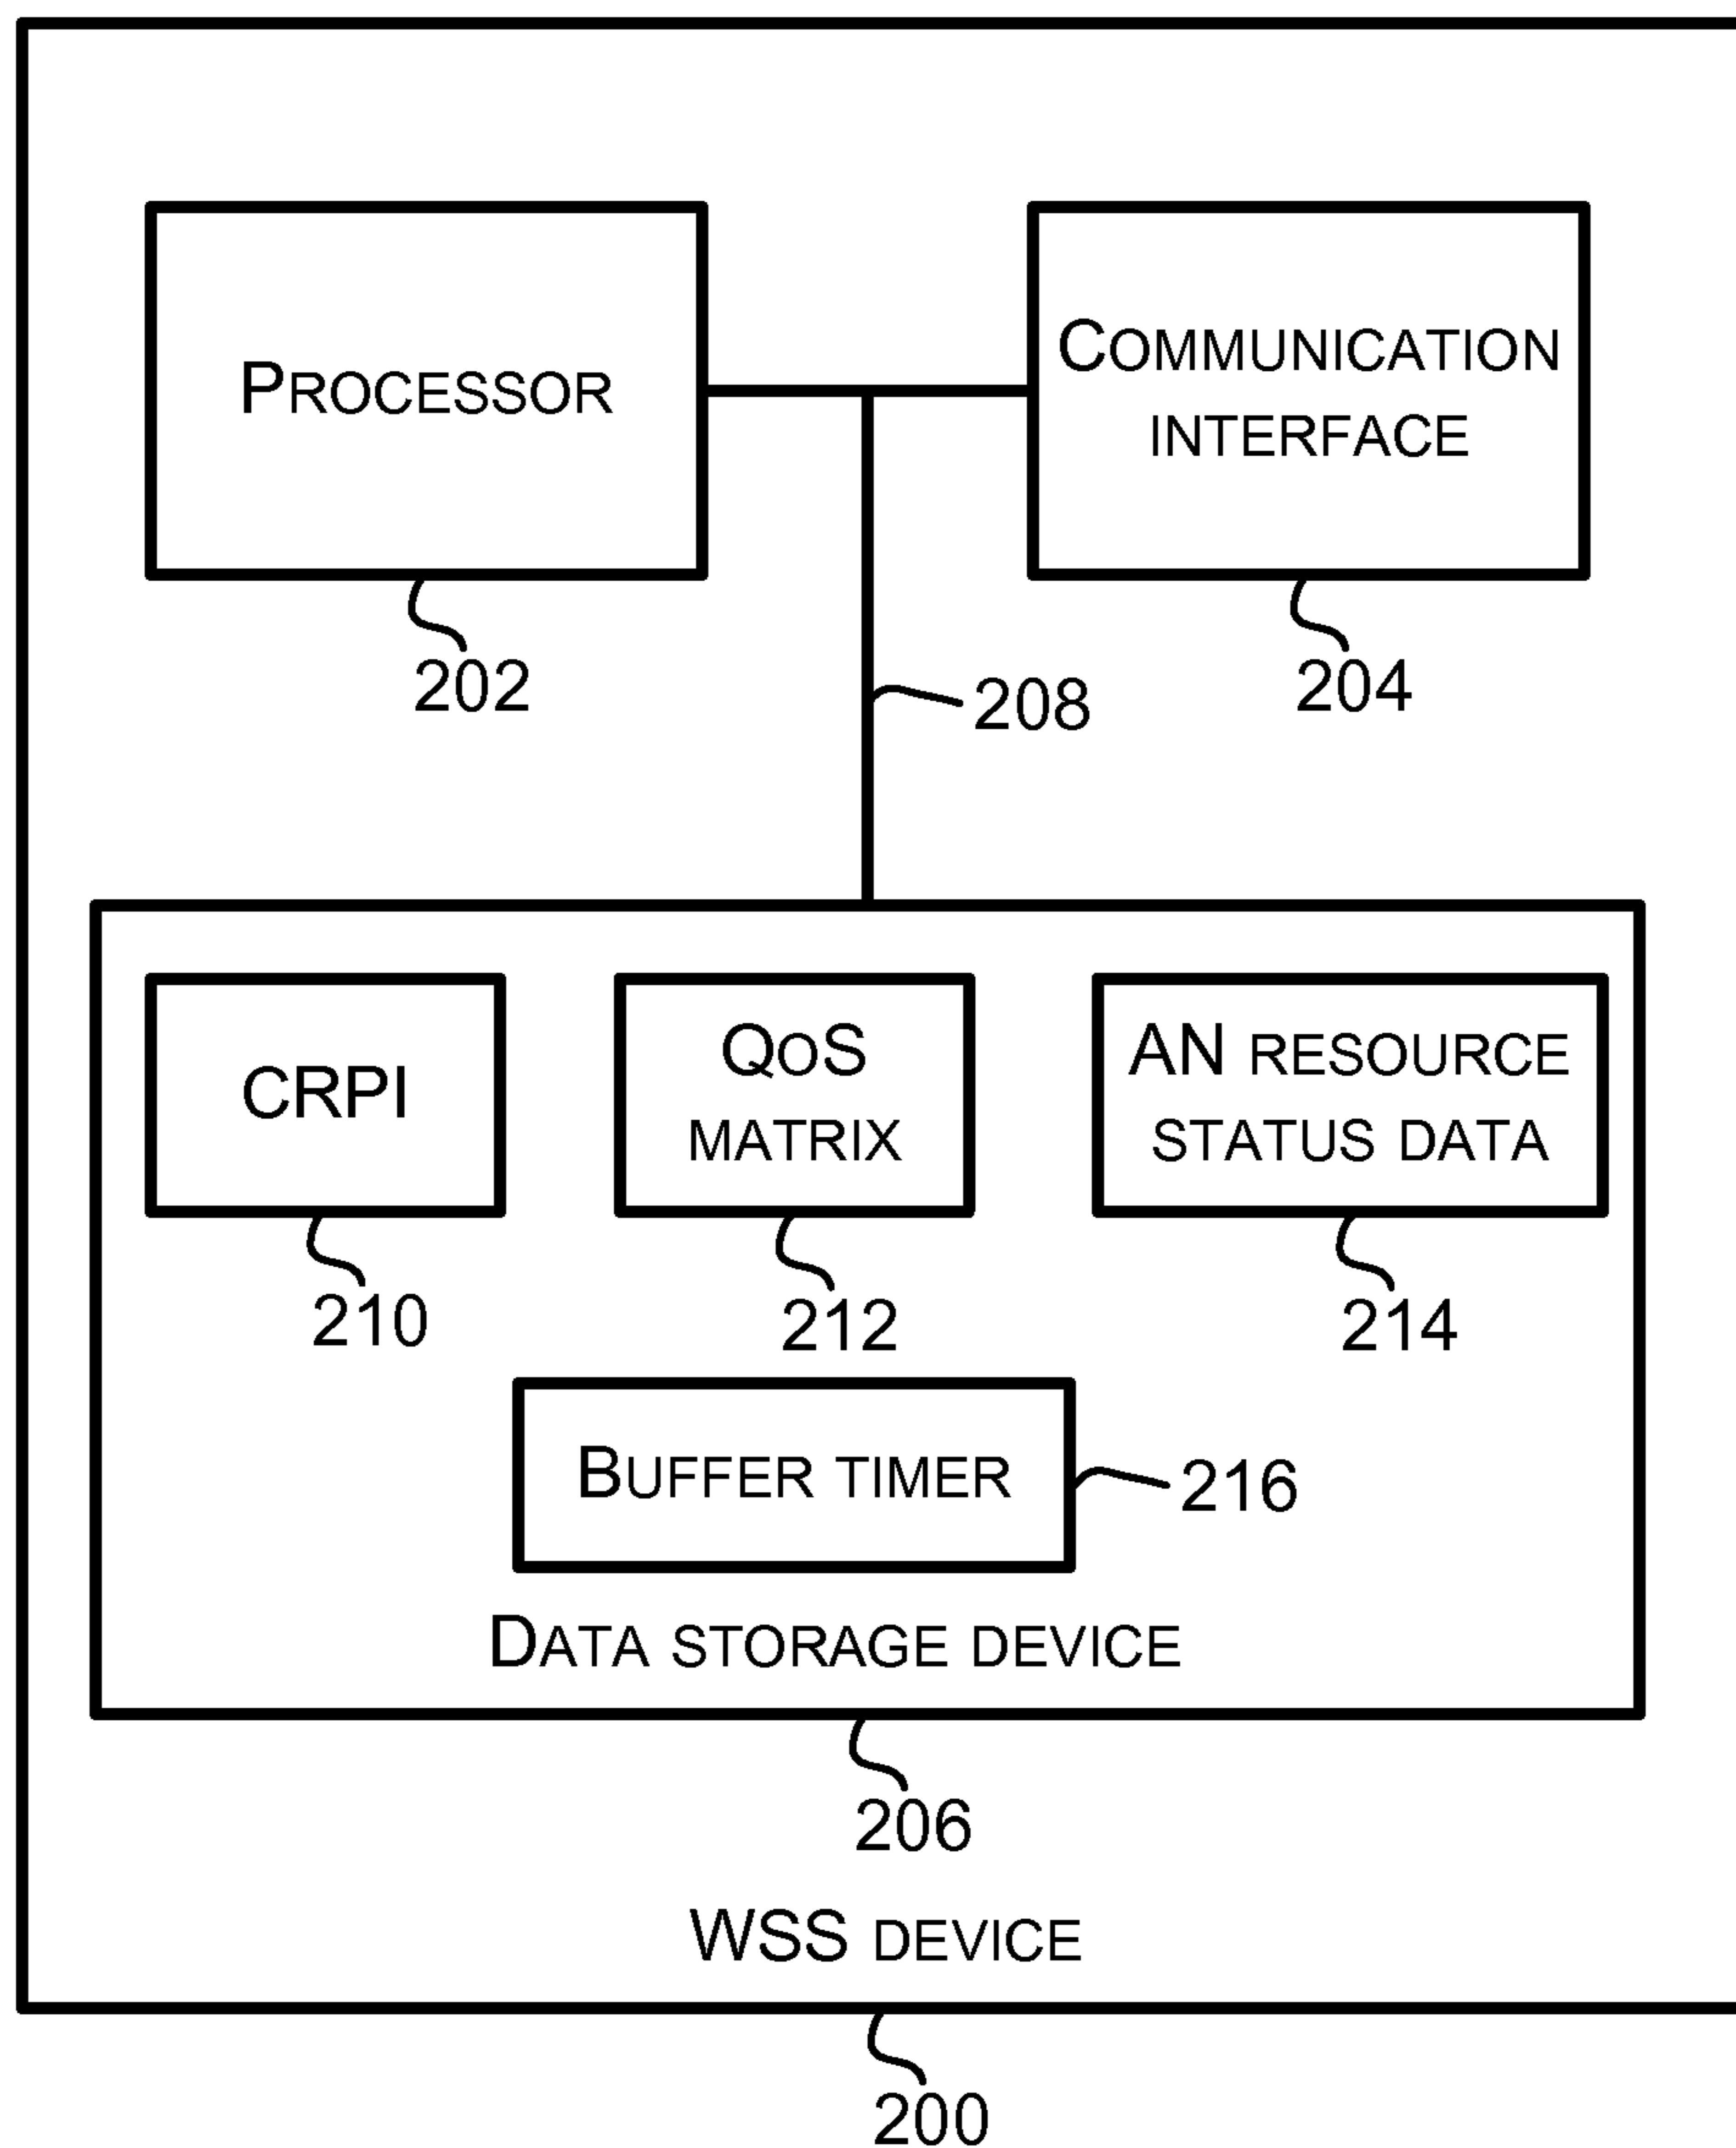 PROCESSOR
COMMUNICATION
INTERFACE
202
204
208
CRPI
QOS
MATRIX
AN RESOURCE
STATUS DATA
210
212
214
BUFFER TIMER
216
DATA STORAGE DEVICE
206
WSS DEVICE
200